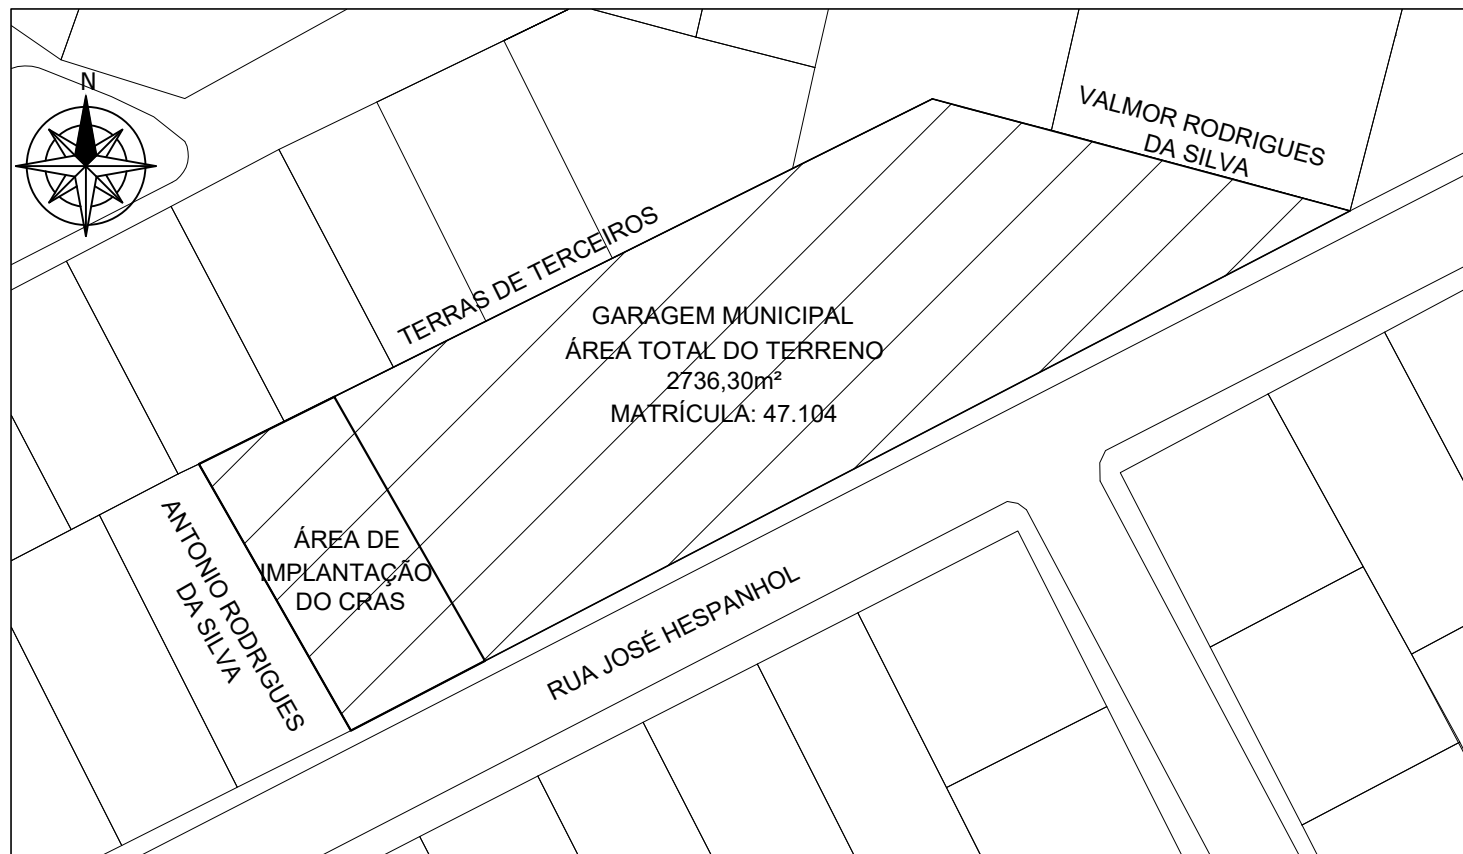 N
VALMOR RODRIGUES
DA SILVA
TERRAS DE TERCEIROS
GARAGEM MUNICIPAL
ÁREA TOTAL DO TERRENO
2736,30m²
MATRÍCULA: 47.104
ANTONIO RODRIGUES
DA SILVA
ÁREA DE
IMPLANTAÇÃO
DO CRAS
RUA JOSÉ HESPANHOL